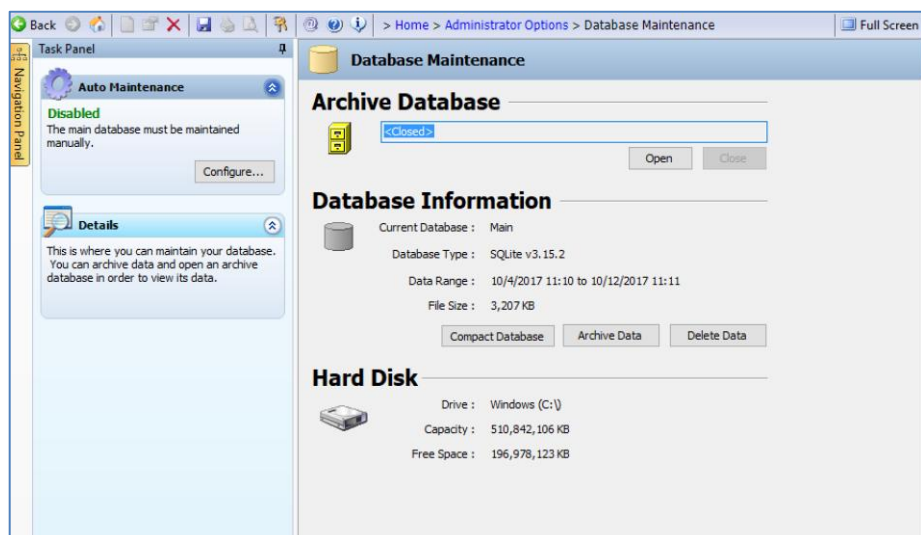 Back
> Home > Administrator Options > Database Maintenance
Full Screen
Navigation Panel
Task Panel
Auto Maintenance
Disabled
The main database must be maintained
manually.
Configure...
Details
This is where you can maintain your database.
You can archive data and open an archive
database in order to view its data.
Database Maintenance
Archive Database
<Closed>
Open
Close
Database Information
Current Database : Main
Database Type : SQLite v3.15.2
Data Range : 10/4/2017 11:10 to 10/12/2017 11:11
File Size : 3,207 KB
Compact Database
Archive Data
Delete Data
Hard Disk
Drive : Windows (C:\)
Capacity : 510,842,106 KB
Free Space : 196,978,123 KB